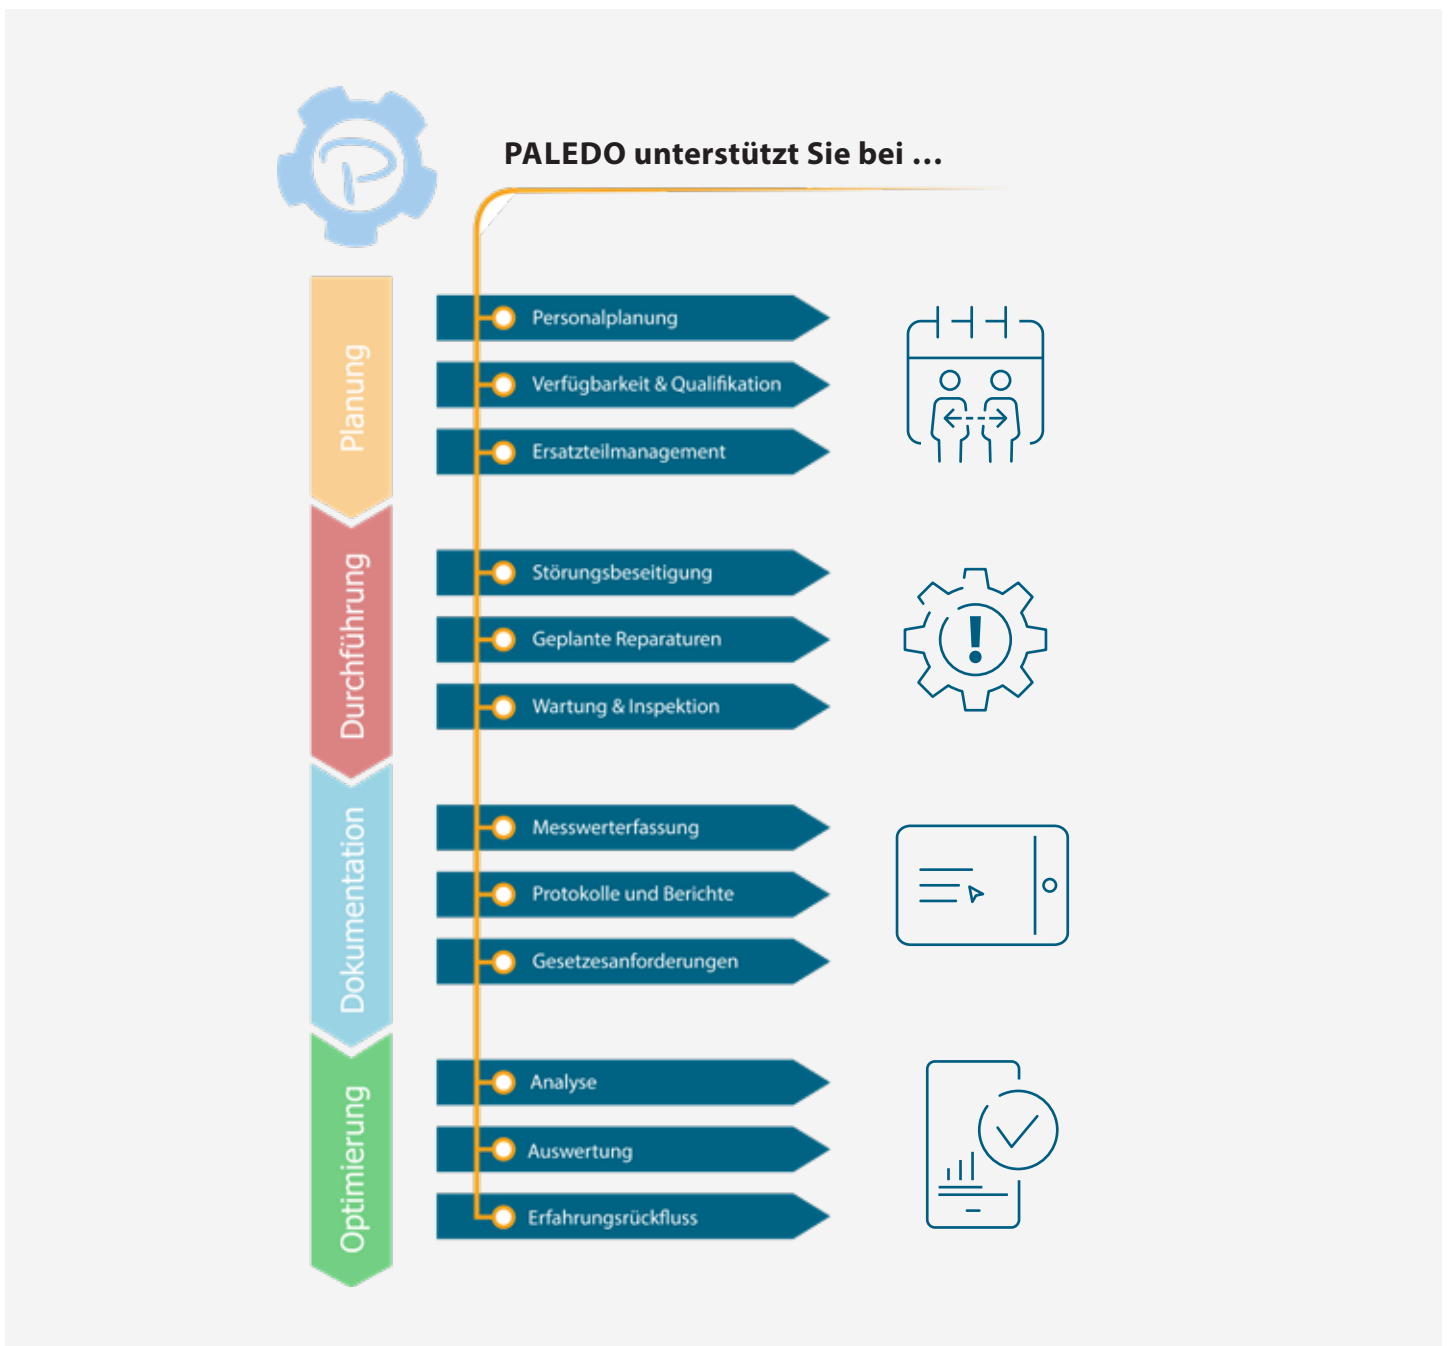 P
PALEDO unterstützt Sie bei ...
Planung
Personalplanung
Verfügbarkeit & Qualifikation
Ersatzteilmanagement
Durchführung
Störungsbeseitigung
Geplante Reparaturen
Wartung & Inspektion
!
Dokumentation
Messwerterfassung
Protokolle und Berichte
Gesetzesanforderungen
Optimierung
Analyse
Auswertung
Erfahrungsrückfluss